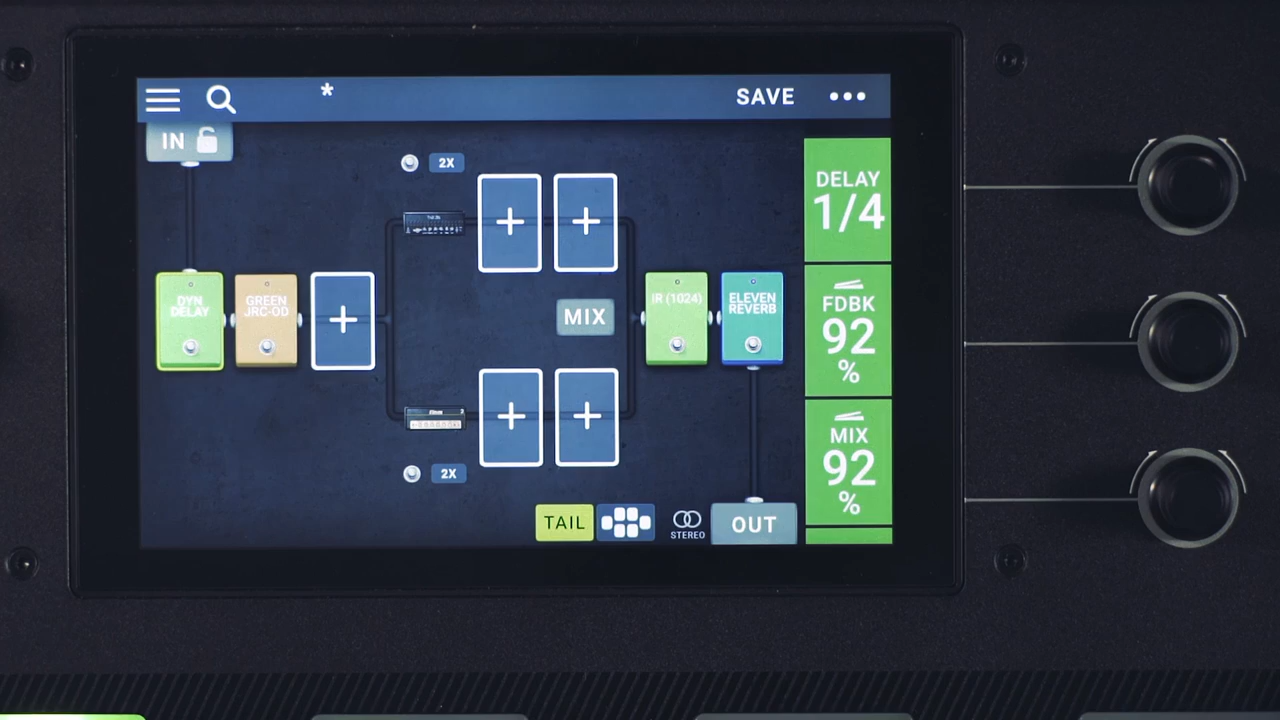 *
SAVE
IN
2X
DELAY
1/4
DYN
DELAY
GREEN
JRC-OD
MIX
IR (1024)
ELEVEN
REVERB
FDBK
92
%
MIX
92
%
2X
TAIL
STEREO
OUT